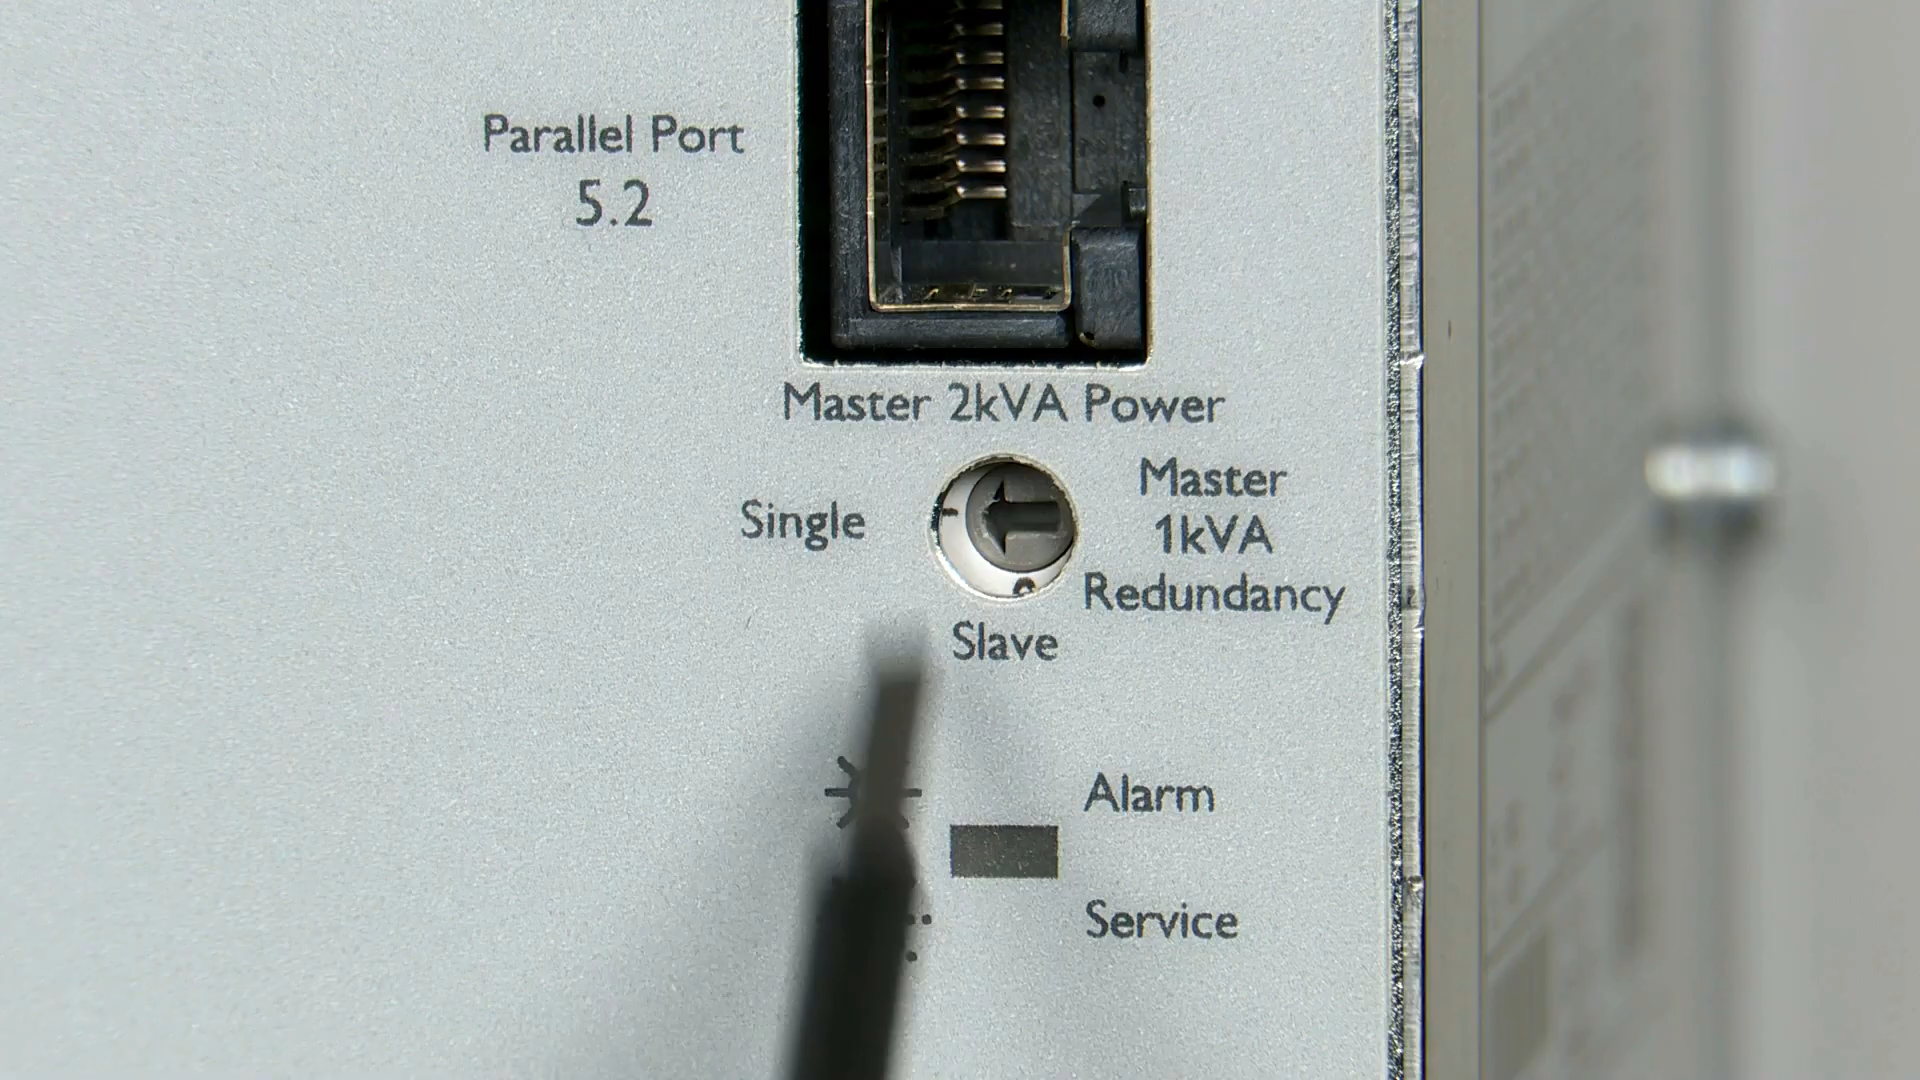 Parallel Port
5.2
Master 2kVA Power
Single
Master
1kVA
Redundancy
Slave
Alarm
Service